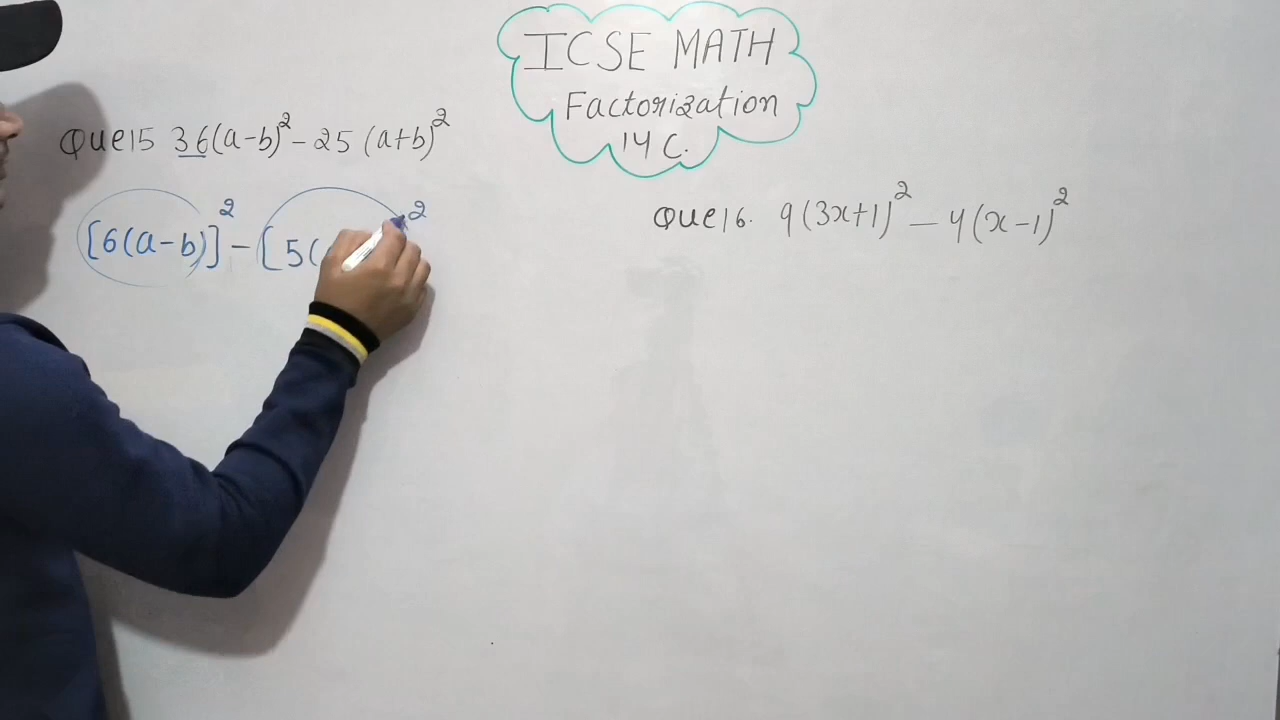 ICSE MATH
Factorization
14 C.
Que15 36(a-b)² - 25 (a+b)²
[6(a-b)]² - [5( ²
Que16. 9(3x+1)² - 4(x-1)²